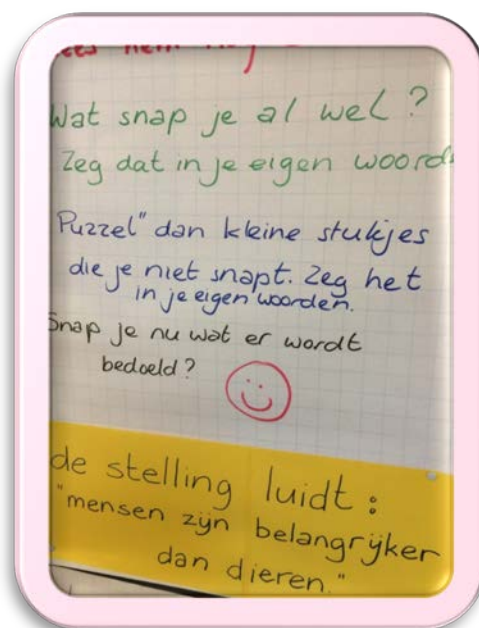 Wat snap je al wel?
Zeg dat in je eigen
Puzzel" dan kleine stukjes
die je niet snapt. Zeg het
in je eigen woorden.
Snap je nu wat er wordt
bedoeld?
de stelling luidt:
"mensen zijn belangrijker
dan dieren."